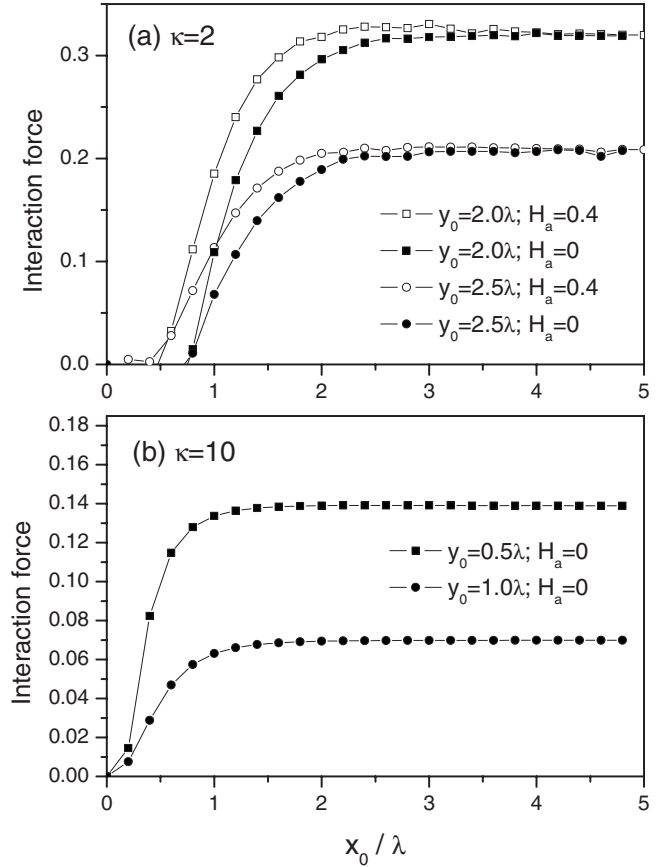 (a) κ=2
Interaction force
0.3
0.2
0.1
0.0
y₀=2.0λ; Hₐ=0.4
y₀=2.0λ; Hₐ=0
y₀=2.5λ; Hₐ=0.4
y₀=2.5λ; Hₐ=0
0 1 2 3 4 5
(b) κ=10
Interaction force
0.18
0.16
0.14
0.12
0.10
0.08
0.06
0.04
0.02
0.00
y₀=0.5λ; Hₐ=0
y₀=1.0λ; Hₐ=0
0 1 2 3 4 5
x₀ / λ